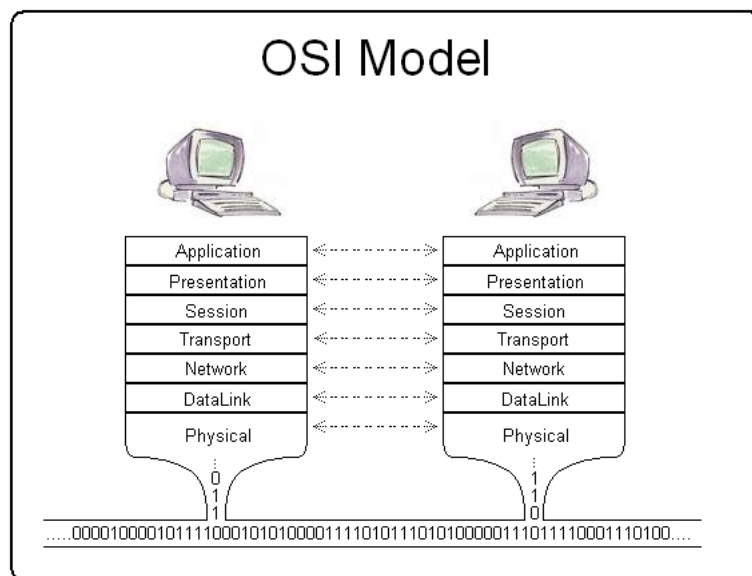 OSI Model
Application Application
Presentation Presentation
Session Session
Transport Transport
Network Network
DataLink DataLink
Physical Physical
0 1
1 1
1 0
.....0000100001011110001010100001111010111010100000111011110001110100....